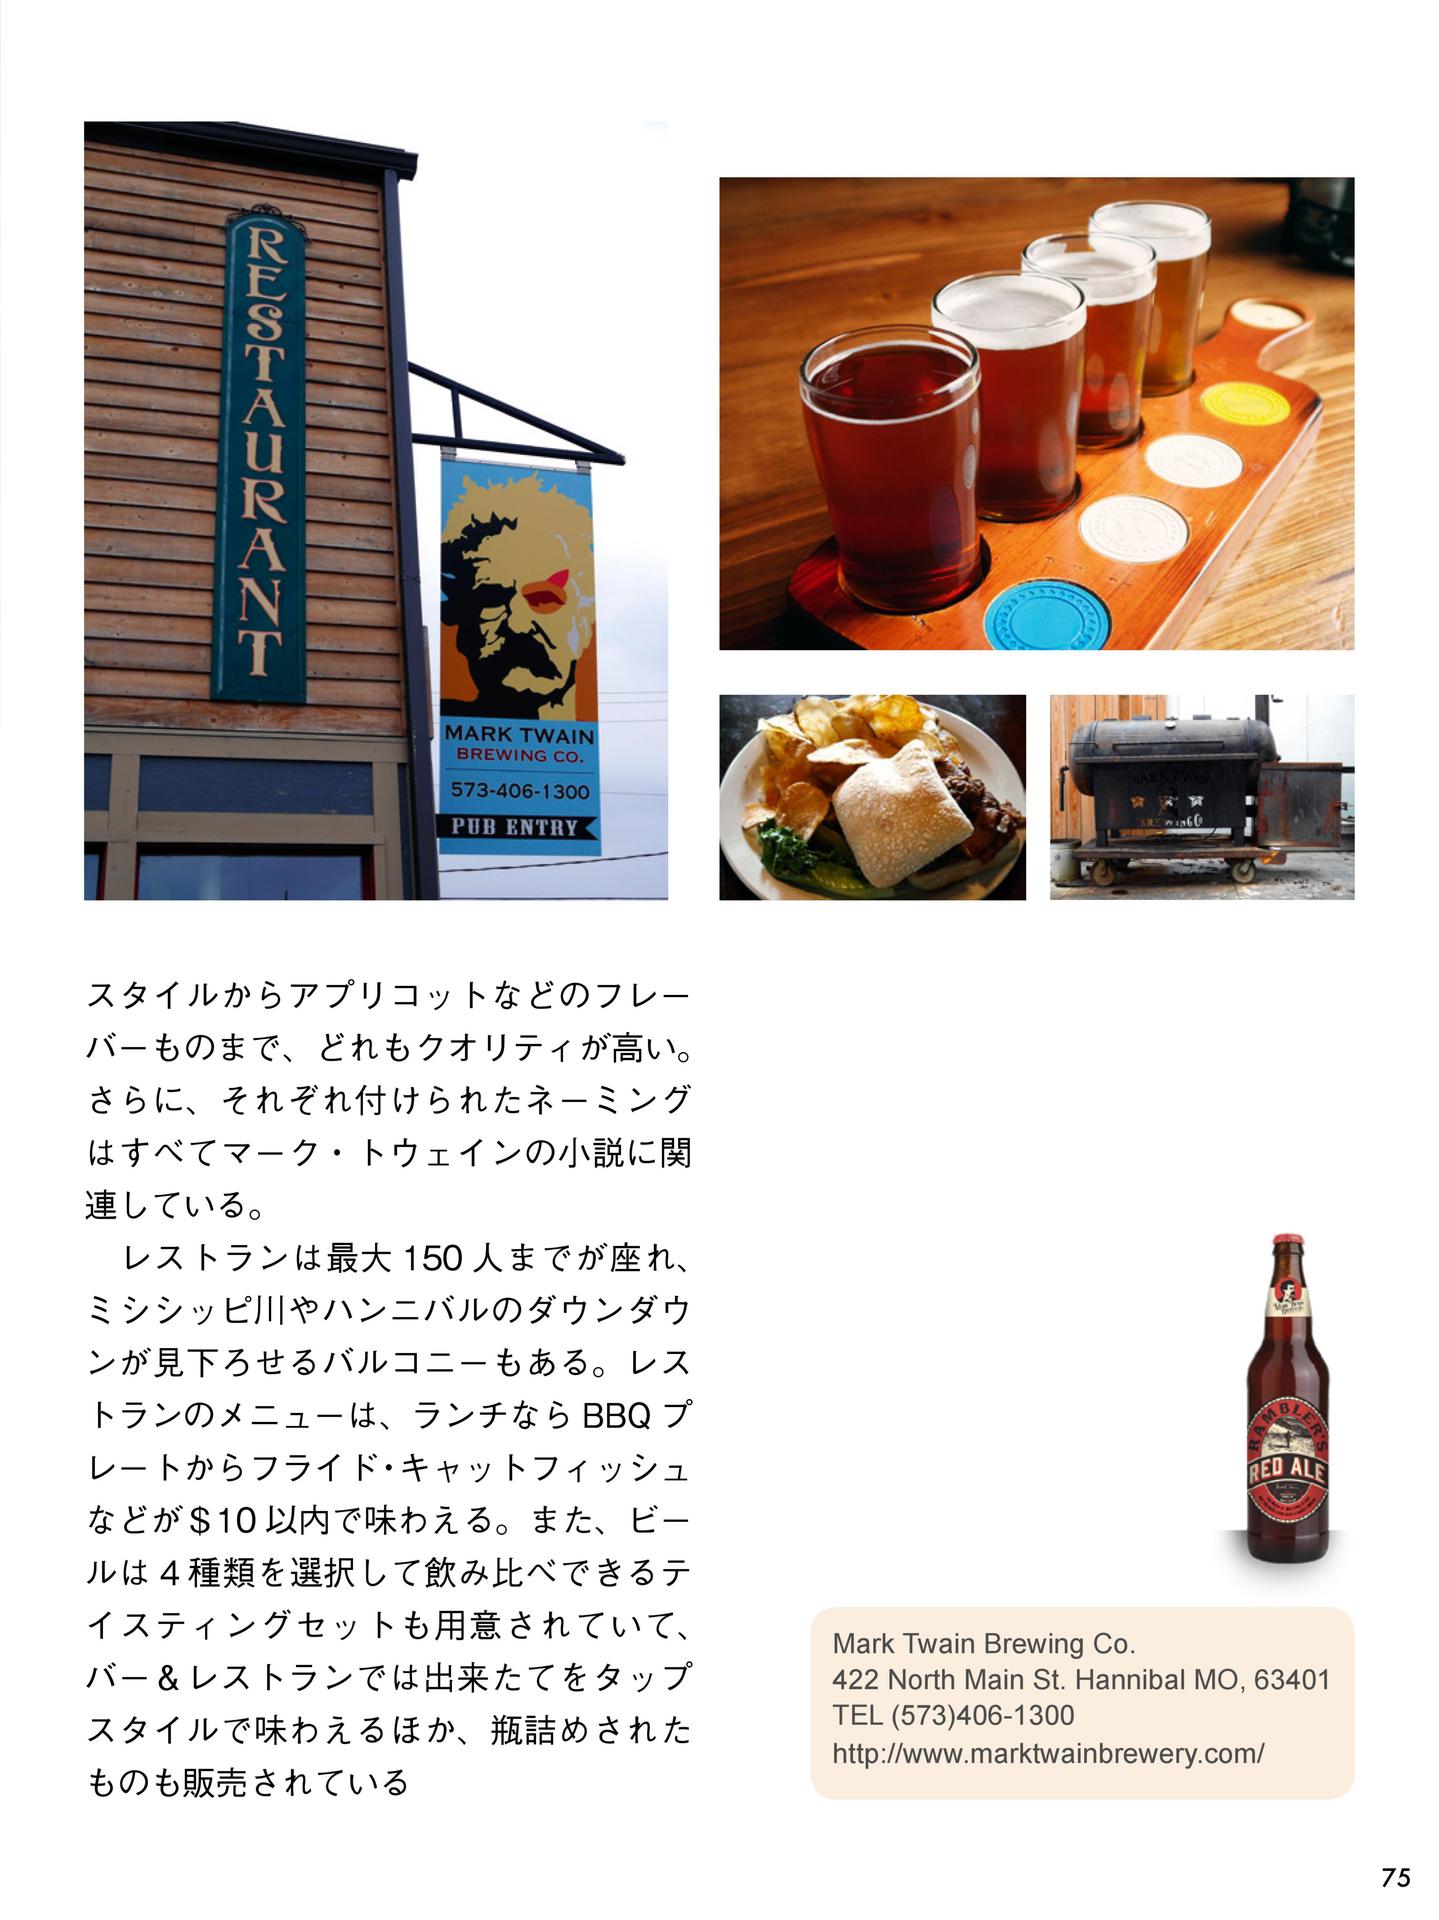 RESTAURANT
MARK TWAIN
BREWING CO.
573-406-1300
PUB ENTRY
MARK TWAIN
BREWING CO
スタイルからアプリコットなどのフレー
バーものまで、どれもクオリティが高い。
さらに、それぞれ付けられたネーミング
はすべてマーク・トウェインの小説に関
連している。
レストランは最大 150 人までが座れ、
ミシシッピ川やハンニバルのダウンダウ
ンが見下ろせるバルコニーもある。レス
トランのメニューは、ランチなら BBQ プ
レートからフライド・キャットフィッシュ
などが $10 以内で味わえる。また、ビー
ルは 4 種類を選択して飲み比べできるテ
イスティングセットも用意されていて、
バー & レストランでは出来たてをタップ
スタイルで味わえるほか、瓶詰めされた
ものも販売されている
RAMBLER'S
RED ALE
Mark Twain Brewing Co.
422 North Main St. Hannibal MO, 63401
TEL (573)406-1300
http://www.marktwainbrewery.com/
75